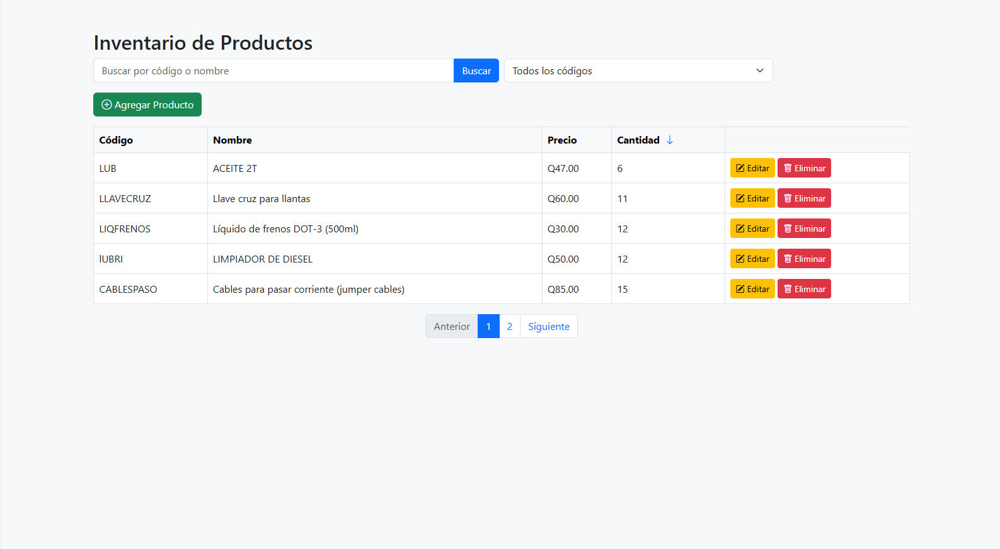 Inventario de Productos
Buscar por código o nombre Buscar Todos los códigos
Agregar Producto
Código Nombre Precio Cantidad ↓
LUB ACEITE 2T Q47.00 6 Editar Eliminar
LLAVECRUZ Llave cruz para llantas Q60.00 11 Editar Eliminar
LIQFRENOS Líquido de frenos DOT-3 (500ml) Q30.00 12 Editar Eliminar
lUBRI LIMPIADOR DE DIESEL Q50.00 12 Editar Eliminar
CABLESPASO Cables para pasar corriente (jumper cables) Q85.00 15 Editar Eliminar
Anterior 1 2 Siguiente